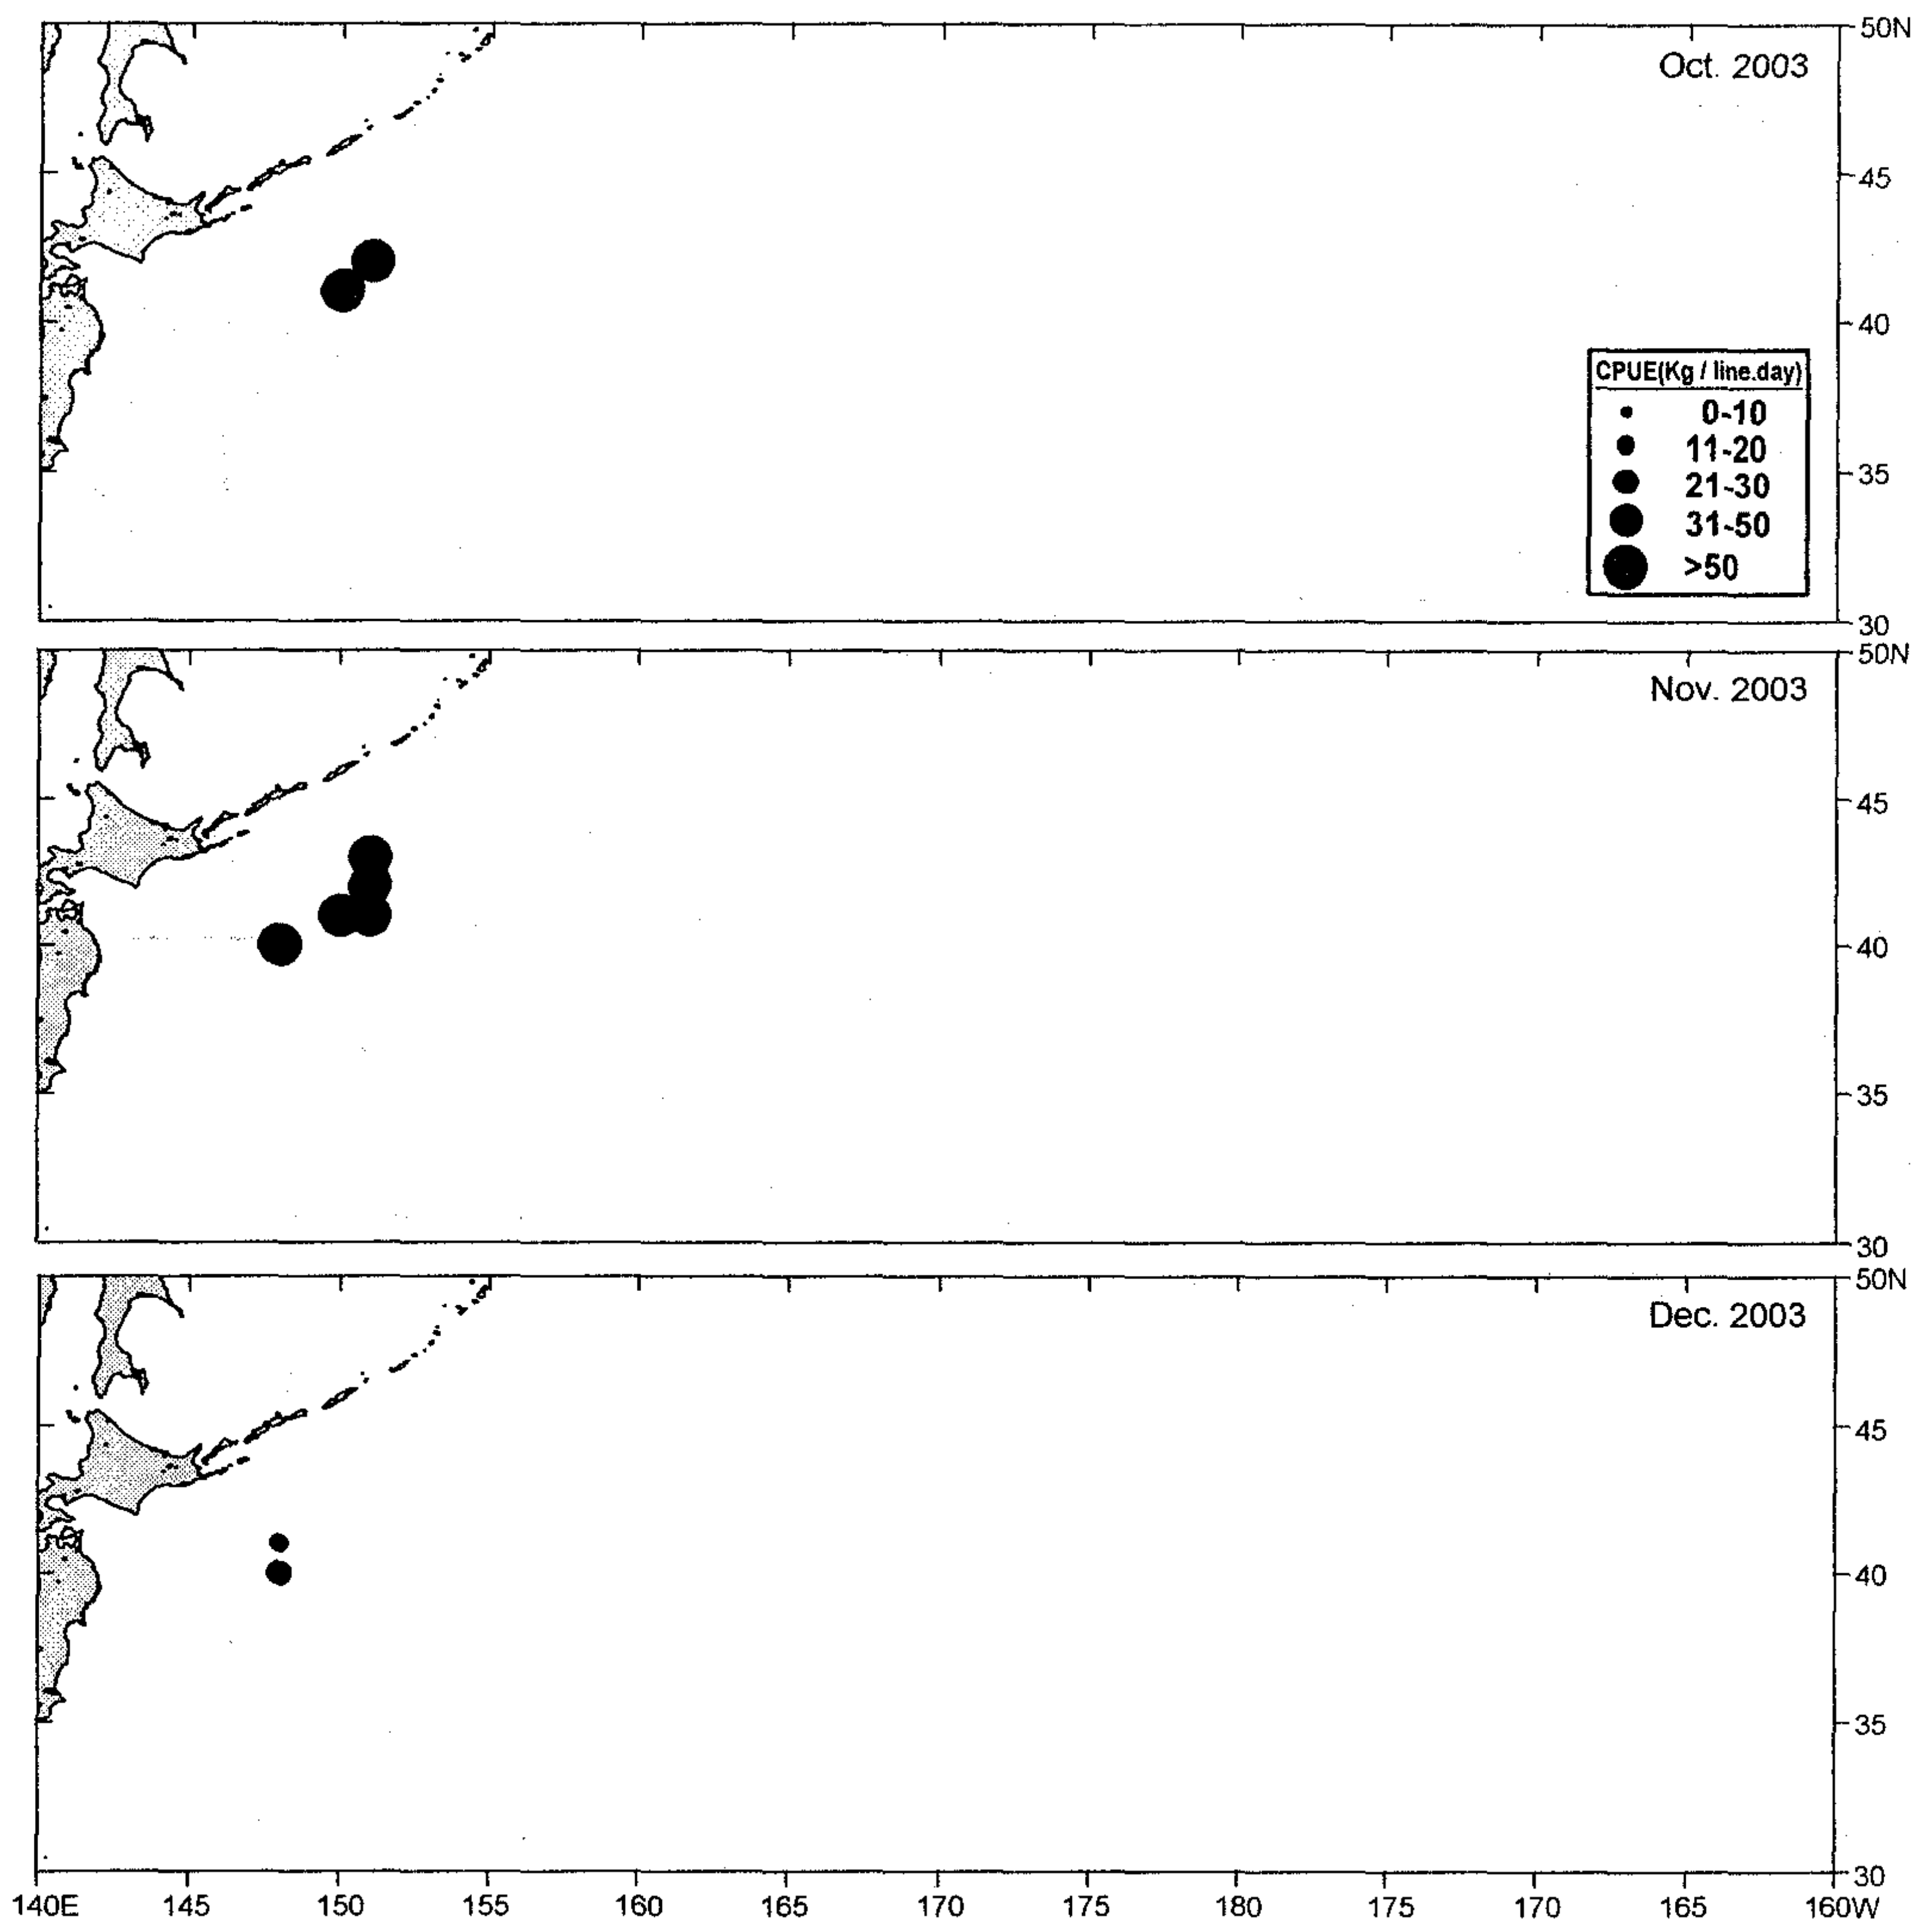 50N
Oct. 2003
45
40
CPUE(Kg / line.day)
0-10
11-20
21-30
31-50
>50
35
30
50N
Nov. 2003
45
40
35
30
50N
Dec. 2003
45
40
35
30
140E 145 150 155 160 165 170 175 180 175 170 165 160W